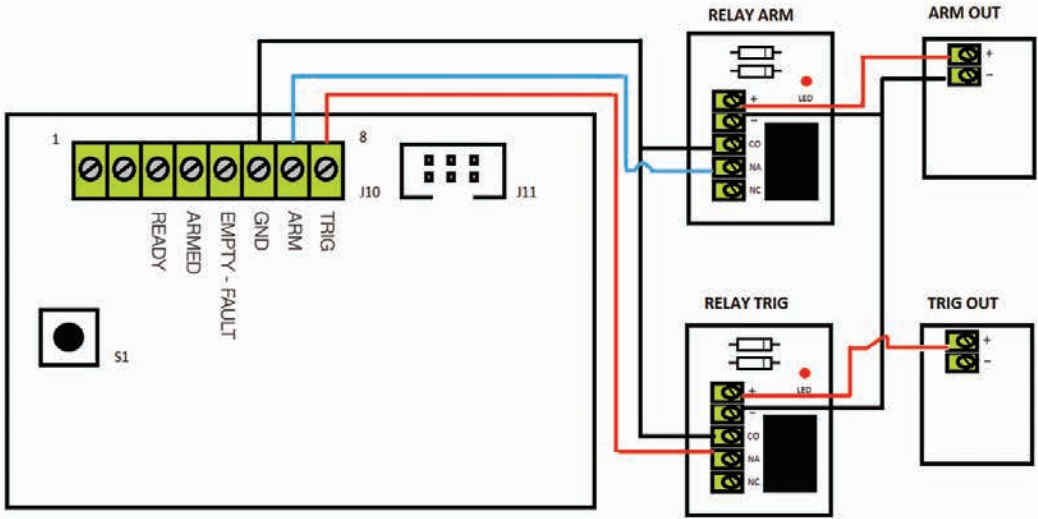 RELAY ARM
ARM OUT
+
−
LED
+
−
CO
NA
NC
1
8
J10
J11
READY
ARMED
EMPTY - FAULT
GND
ARM
TRIG
S1
RELAY TRIG
TRIG OUT
+
−
LED
+
−
CO
NA
NC